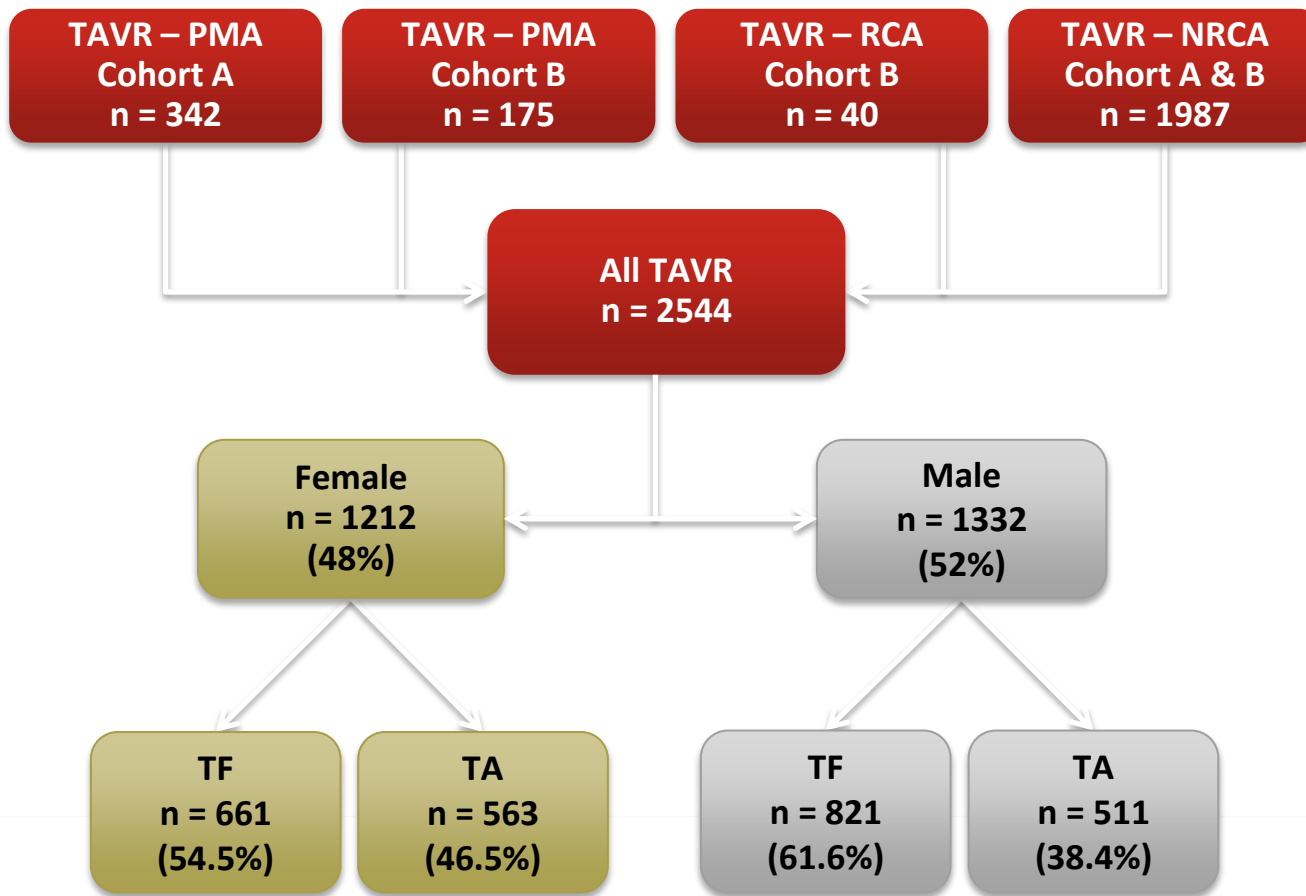 TAVR – PMA
Cohort A
n = 342
TAVR – PMA
Cohort B
n = 175
TAVR – RCA
Cohort B
n = 40
TAVR – NRCA
Cohort A & B
n = 1987
All TAVR
n = 2544
Female
n = 1212
(48%)
Male
n = 1332
(52%)
TF
n = 661
(54.5%)
TA
n = 563
(46.5%)
TF
n = 821
(61.6%)
TA
n = 511
(38.4%)